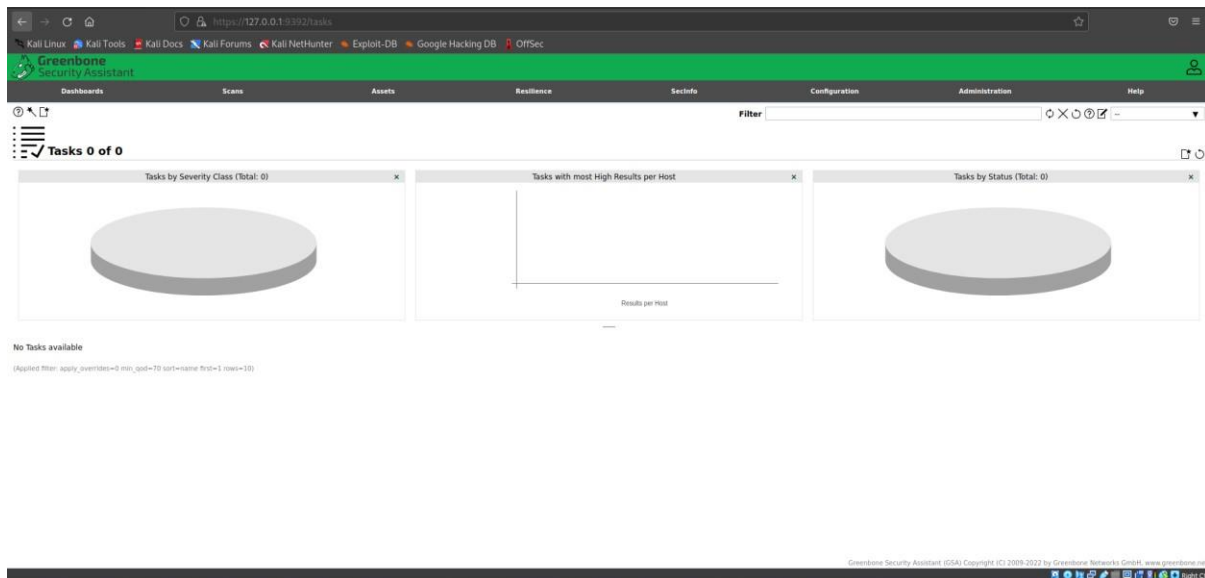 https://127.0.0.1:9392/tasks
Kali Linux Kali Tools Kali Docs Kali Forums Kali NetHunter Exploit-DB Google Hacking DB OffSec
Greenbone
Security Assistant
Dashboards Scans Assets Resilience SecInfo Configuration Administration Help
Filter --
Tasks 0 of 0
Tasks by Severity Class (Total: 0) × Tasks with most High Results per Host × Tasks by Status (Total: 0) ×
Results per Host
No Tasks available
(Applied filter: apply_overrides=0 min_qod=70 sort=name first=1 rows=10)
Greenbone Security Assistant (GSA) Copyright (C) 2009-2022 by Greenbone Networks GmbH, www.greenbone.ne
Right C